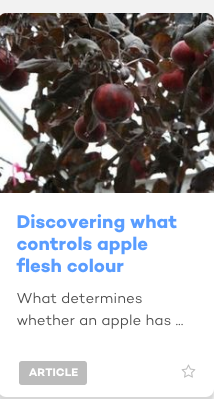 Discovering what
controls apple
flesh colour
What determines
whether an apple has ...
ARTICLE